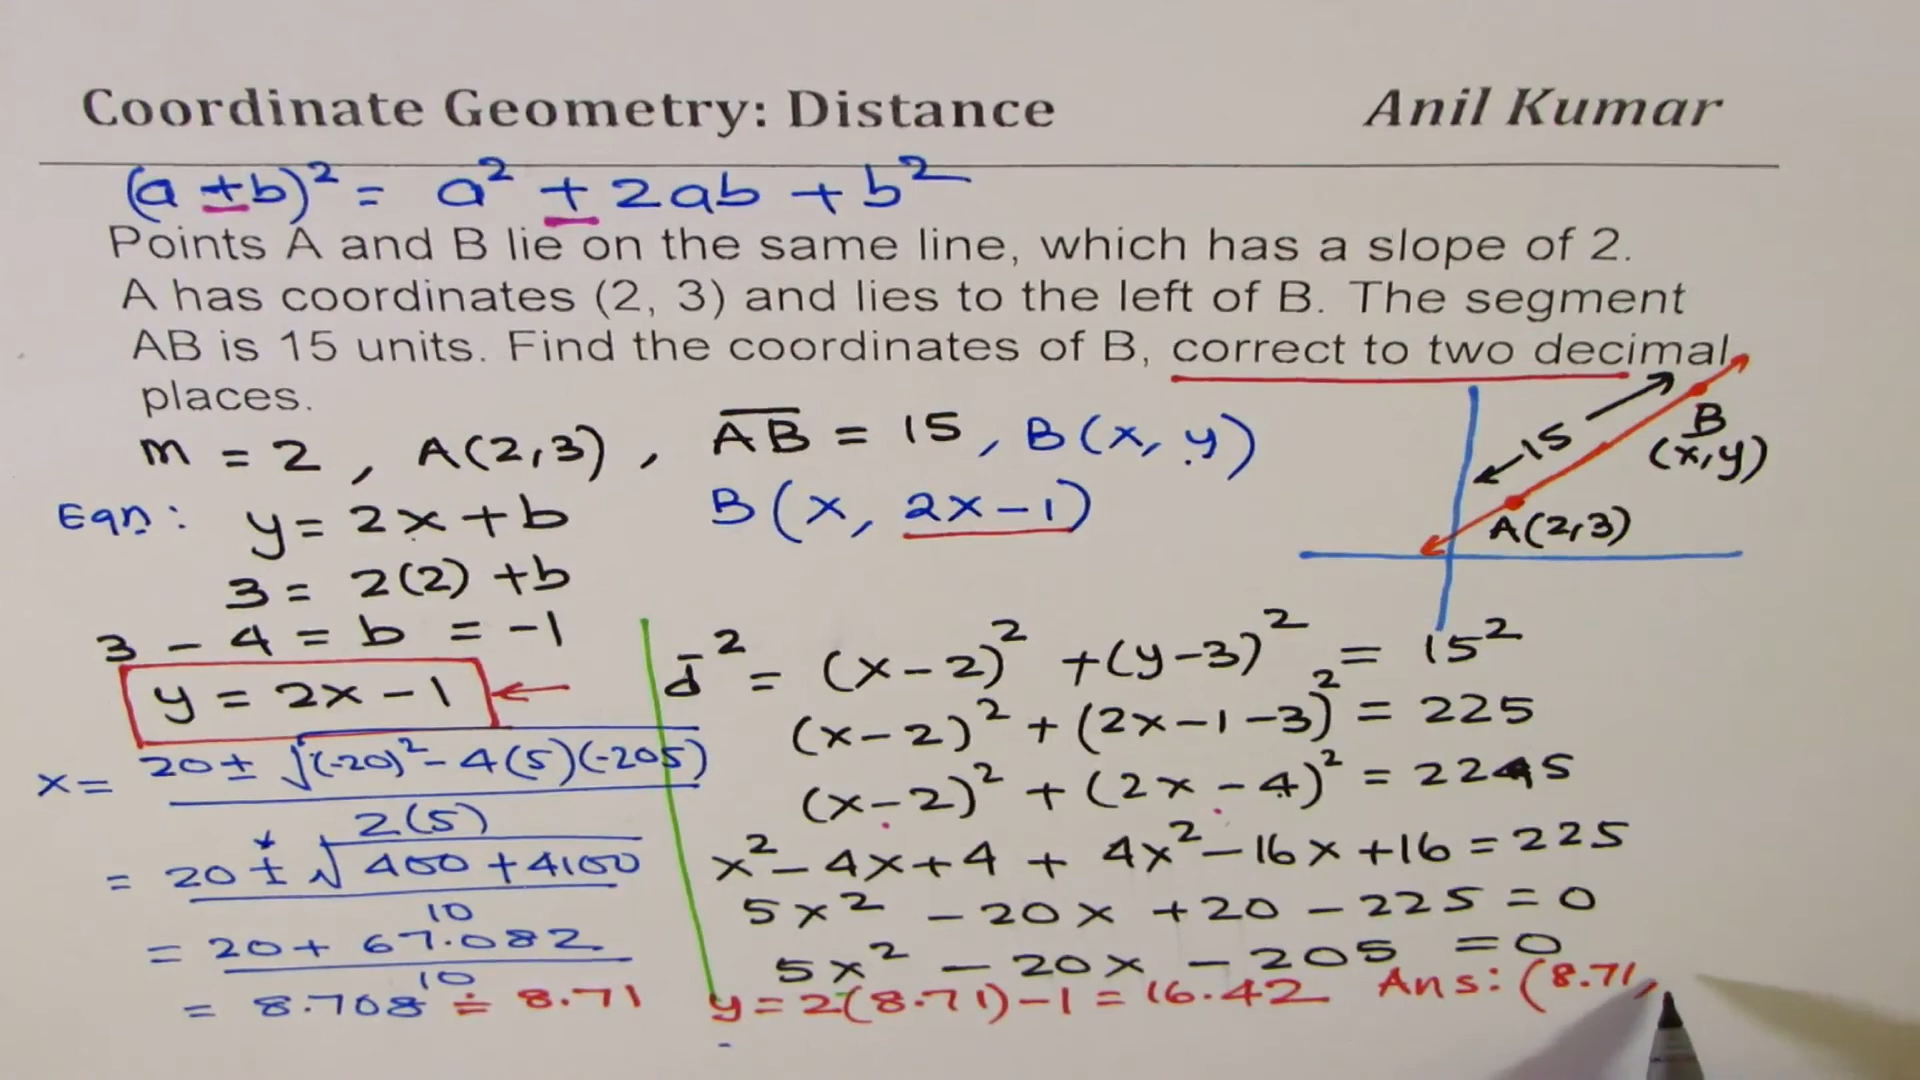 Coordinate Geometry: Distance Anil Kumar
(a ± b)² = a² ± 2ab + b²
Points A and B lie on the same line, which has a slope of 2.
A has coordinates (2, 3) and lies to the left of B. The segment
AB is 15 units. Find the coordinates of B, correct to two decimal
places.
m = 2 , A(2,3) , A͞B͞ = 15 , B(x, y)
B(x, 2x-1)
15
B
(x,y)
A(2,3)
Eqn: y = 2x + b
3 = 2(2) + b
3 - 4 = b = -1
y = 2x - 1
x = 20 ± √(-20)² - 4(5)(-205)
2(5)
= 20 ± √400 + 4100
10
= 20 + 67.082
10
= 8.708 ≐ 8.71
d² = (x-2)² + (y-3)² = 15²
(x-2)² + (2x-1-3)² = 225
(x-2)² + (2x-4)² = 225
x² - 4x + 4 + 4x² - 16x + 16 = 225
5x² - 20x + 20 - 225 = 0
5x² - 20x - 205 = 0
y = 2(8.71) - 1 = 16.42 Ans: (8.71,